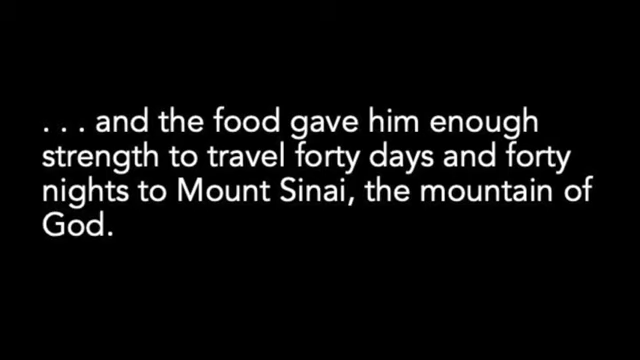 . . . and the food gave him enough
strength to travel forty days and forty
nights to Mount Sinai, the mountain of
God.